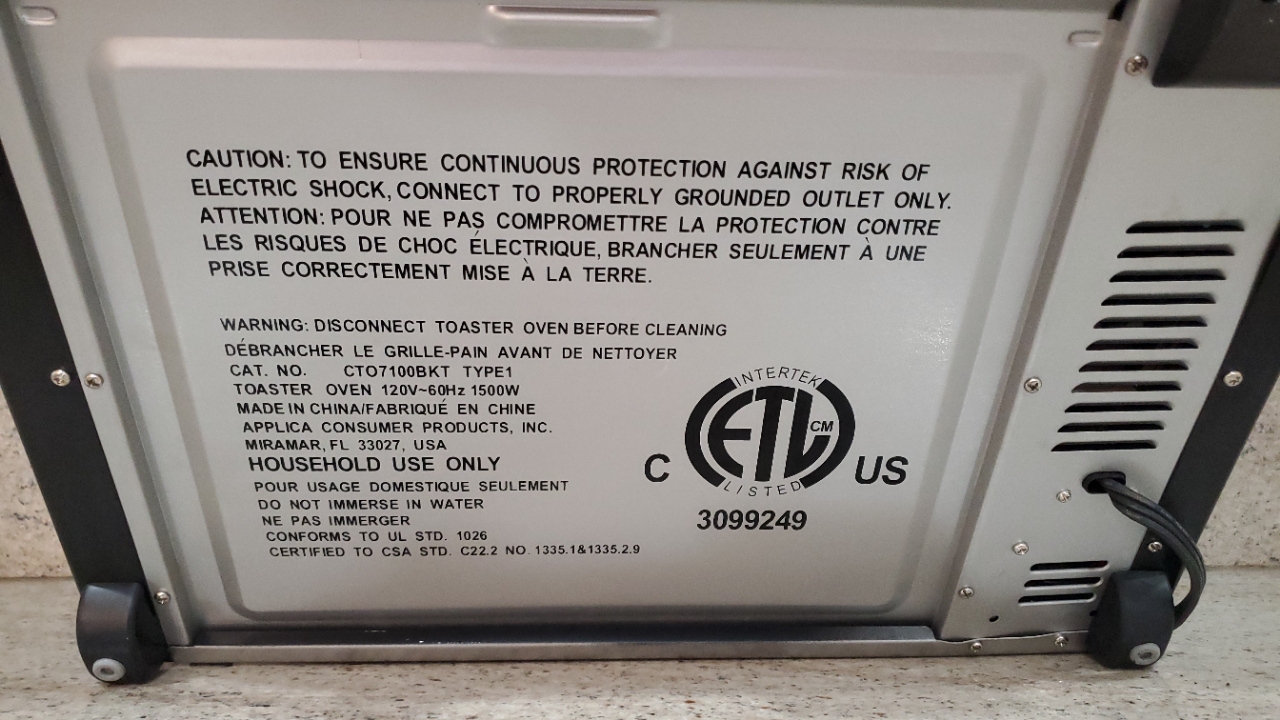 CAUTION: TO ENSURE CONTINUOUS PROTECTION AGAINST RISK OF
ELECTRIC SHOCK, CONNECT TO PROPERLY GROUNDED OUTLET ONLY.
ATTENTION: POUR NE PAS COMPROMETTRE LA PROTECTION CONTRE
LES RISQUES DE CHOC ÉLECTRIQUE, BRANCHER SEULEMENT À UNE
PRISE CORRECTEMENT MISE À LA TERRE.
WARNING: DISCONNECT TOASTER OVEN BEFORE CLEANING
DÉBRANCHER LE GRILLE-PAIN AVANT DE NETTOYER
CAT. NO. CTO7100BKT TYPE1
TOASTER OVEN 120V~60Hz 1500W
MADE IN CHINA/FABRIQUÉ EN CHINE
APPLICA CONSUMER PRODUCTS, INC.
MIRAMAR, FL 33027, USA
HOUSEHOLD USE ONLY
POUR USAGE DOMESTIQUE SEULEMENT
DO NOT IMMERSE IN WATER
NE PAS IMMERGER
CONFORMS TO UL STD. 1026
CERTIFIED TO CSA STD. C22.2 NO. 1335.1&1335.2.9
INTERTEK
ETL CM
C US
LISTED
3099249